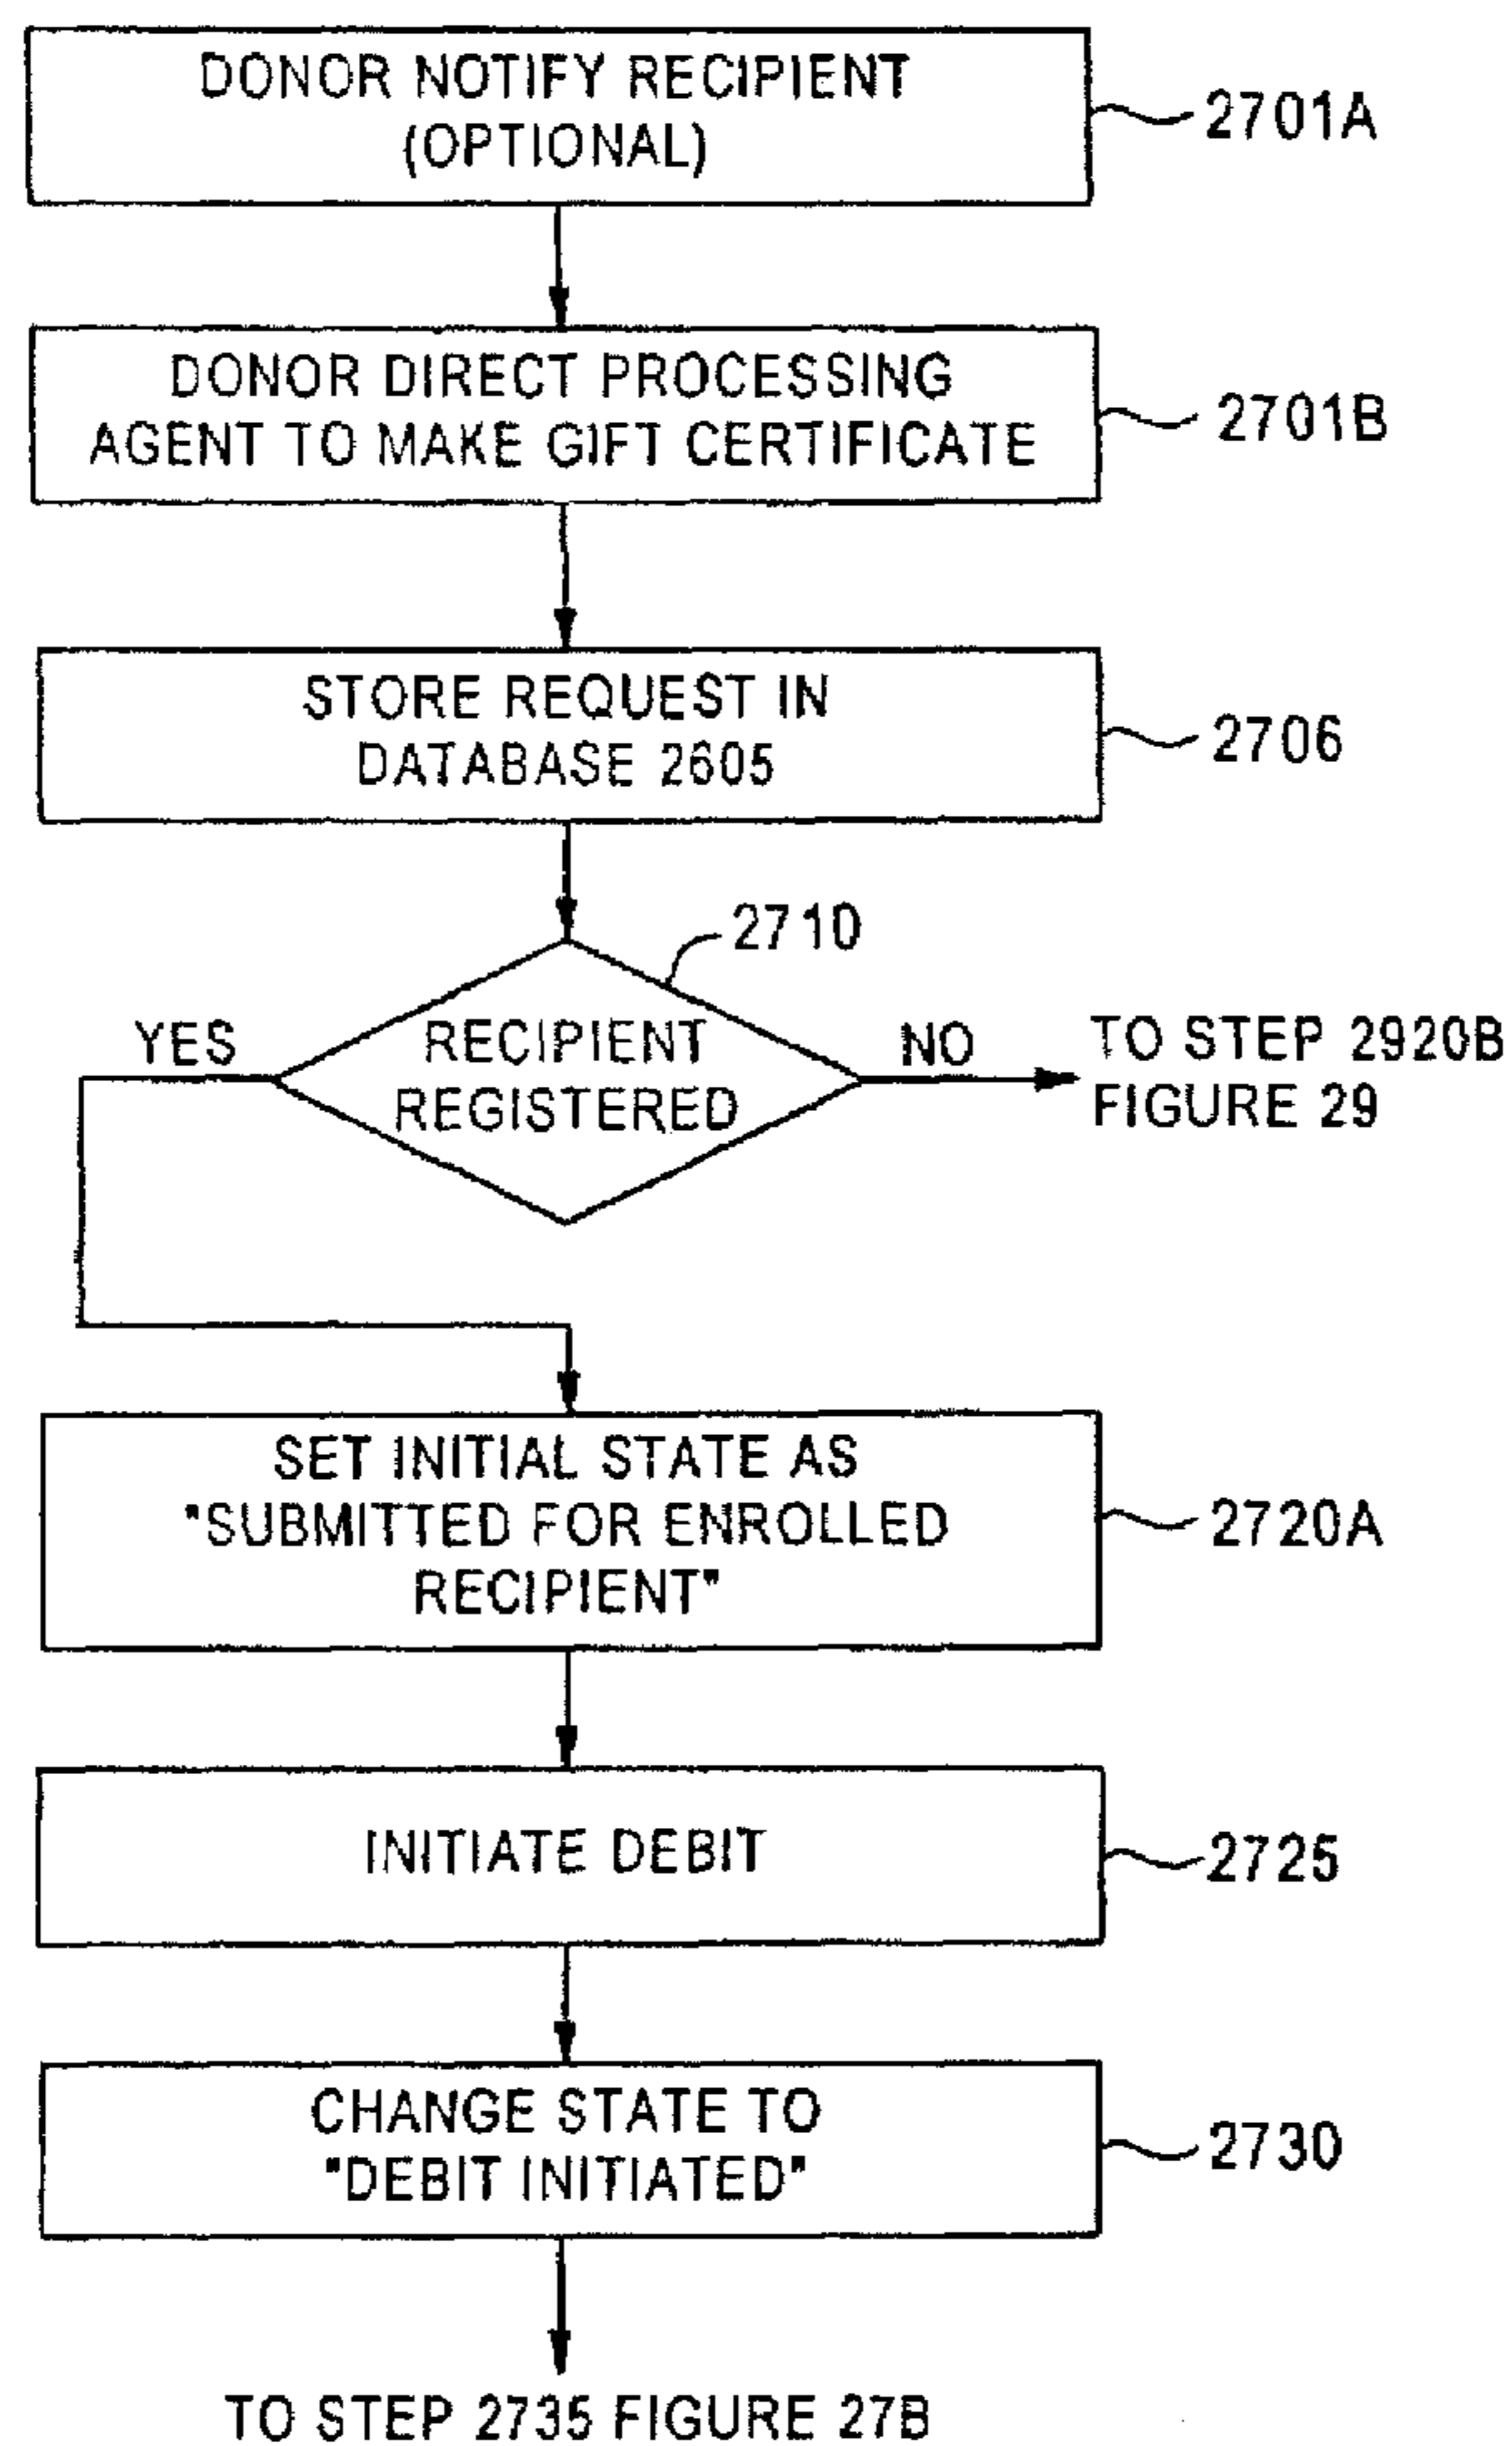 DONOR NOTIFY RECIPIENT
(OPTIONAL)
2701A
DONOR DIRECT PROCESSING
AGENT TO MAKE GIFT CERTIFICATE
2701B
STORE REQUEST IN
DATABASE 2605
2706
2710
YES
RECIPIENT
REGISTERED
NO
TO STEP 2920B
FIGURE 29
SET INITIAL STATE AS
"SUBMITTED FOR ENROLLED
RECIPIENT"
2720A
INITIATE DEBIT
2725
CHANGE STATE TO
"DEBIT INITIATED"
2730
TO STEP 2735 FIGURE 27B